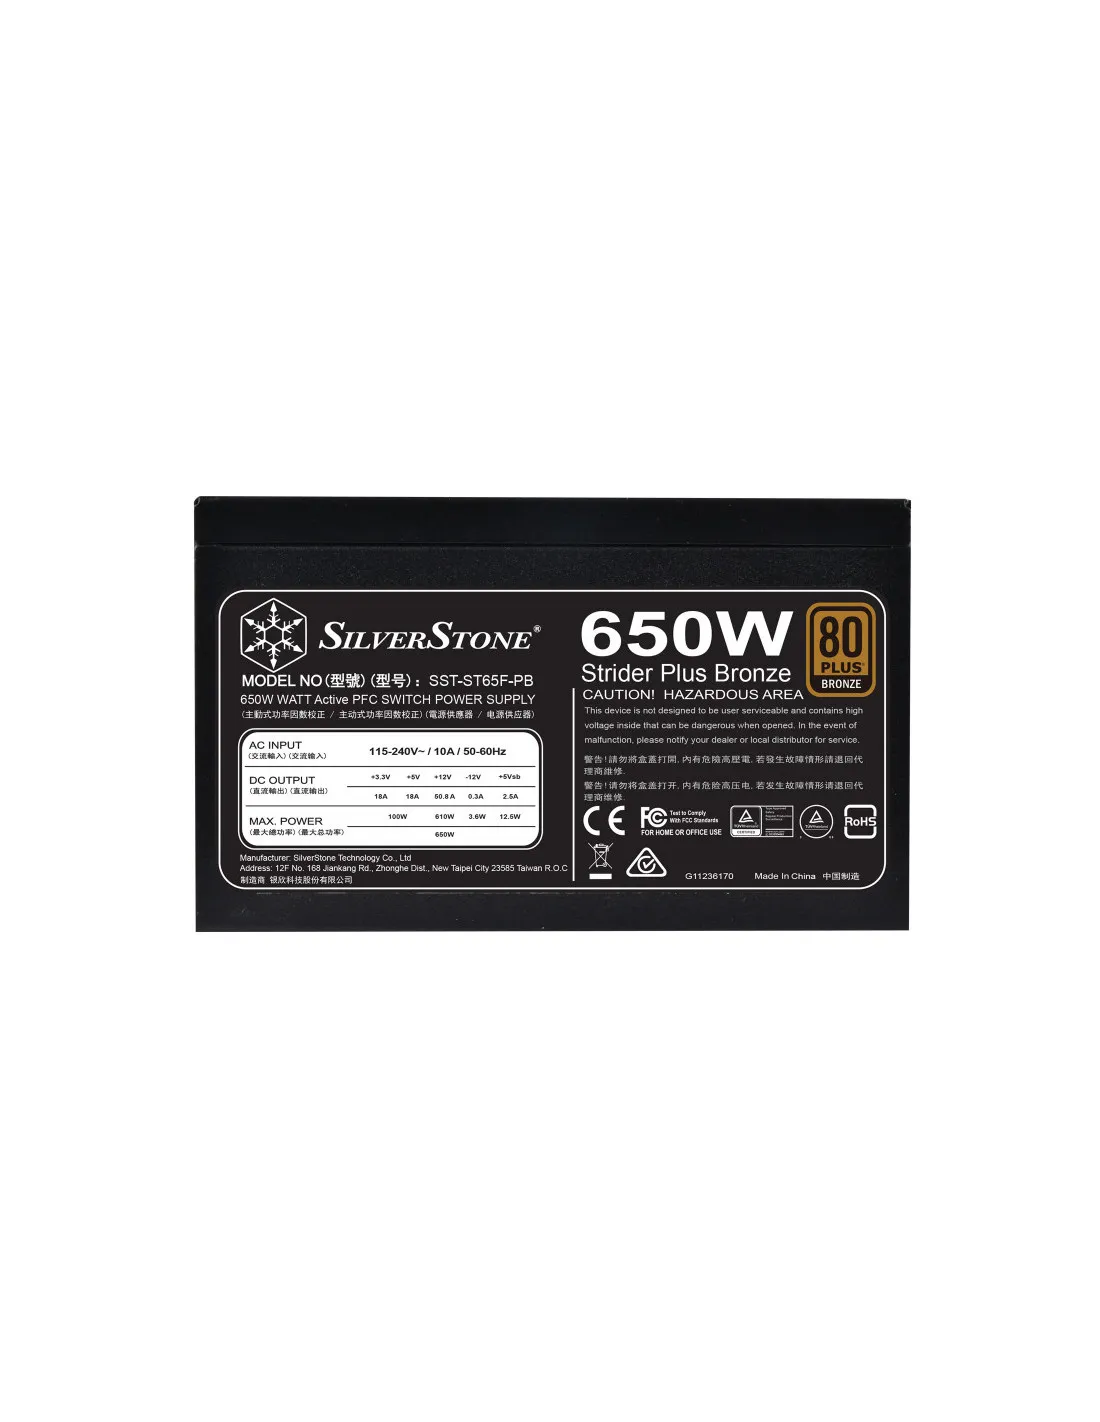 SILVERSTONE®
MODEL NO(型號)(型号)：SST-ST65F-PB
650W WATT Active PFC SWITCH POWER SUPPLY
(主動式功率因數校正 / 主动式功率因数校正)(電源供應器 / 电源供应器)
AC INPUT
(交流輸入)(交流输入)
115-240V~ / 10A / 50-60Hz
DC OUTPUT
(直流輸出)(直流输出)
+3.3V +5V +12V -12V +5Vsb
18A 18A 50.8A 0.3A 2.5A
MAX. POWER
(最大總功率)(最大总功率)
100W 610W 3.6W 12.5W
650W
Manufacturer: SilverStone Technology Co., Ltd
Address: 12F No. 168 Jiankang Rd., Zhonghe Dist., New Taipei City 23585 Taiwan R.O.C
制造商 银欣科技股份有限公司
650W
Strider Plus Bronze
80
PLUS
BRONZE
CAUTION! HAZARDOUS AREA
This device is not designed to be user serviceable and contains high
voltage inside that can be dangerous when opened. In the event of
malfunction, please notify your dealer or local distributor for service.
警告!請勿將盒蓋打開, 內有危險高壓電, 若發生故障情形請退回代
理商維修.
警告!请勿将盒盖打开, 内有危险高压电, 若发生故障情形请退回代
理商维修.
CE
FC
Test to Comply
With FCC Standards
FOR HOME OR OFFICE USE
TÜVRheinland
CERTIFIED
TÜVRheinland
RoHS
G11236170
Made In China 中国制造